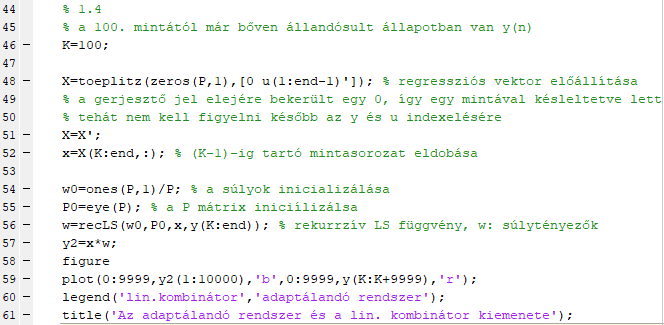 44 % 1.4
45 % a 100. mintától már bőven állandósult állapotban van y(n)
46 – K=100;
47
48 – X=toeplitz(zeros(P,1),[0 u(1:end-1)']); % regressziós vektor előállítása
49 % a gerjesztő jel elejére bekerült egy 0, így egy mintával késleltetve lett
50 % tehát nem kell figyelni később az y és u indexelésére
51 – X=X';
52 – x=X(K:end,:); % (K-1)-ig tartó mintasorozat eldobása
53
54 – w0=ones(P,1)/P; % a súlyok inicializálása
55 – P0=eye(P); % a P mátrix iniciílizálsa
56 – w=recLS(w0,P0,x,y(K:end)); % rekurrzív LS függvény, w: súlytényezők
57 – y2=x*w;
58 – figure
59 – plot(0:9999,y2(1:10000),'b',0:9999,y(K:K+9999),'r');
60 – legend('lin.kombinátor','adaptálandó rendszer');
61 – title('Az adaptálandó rendszer és a lin. kombinátor kiemenete');